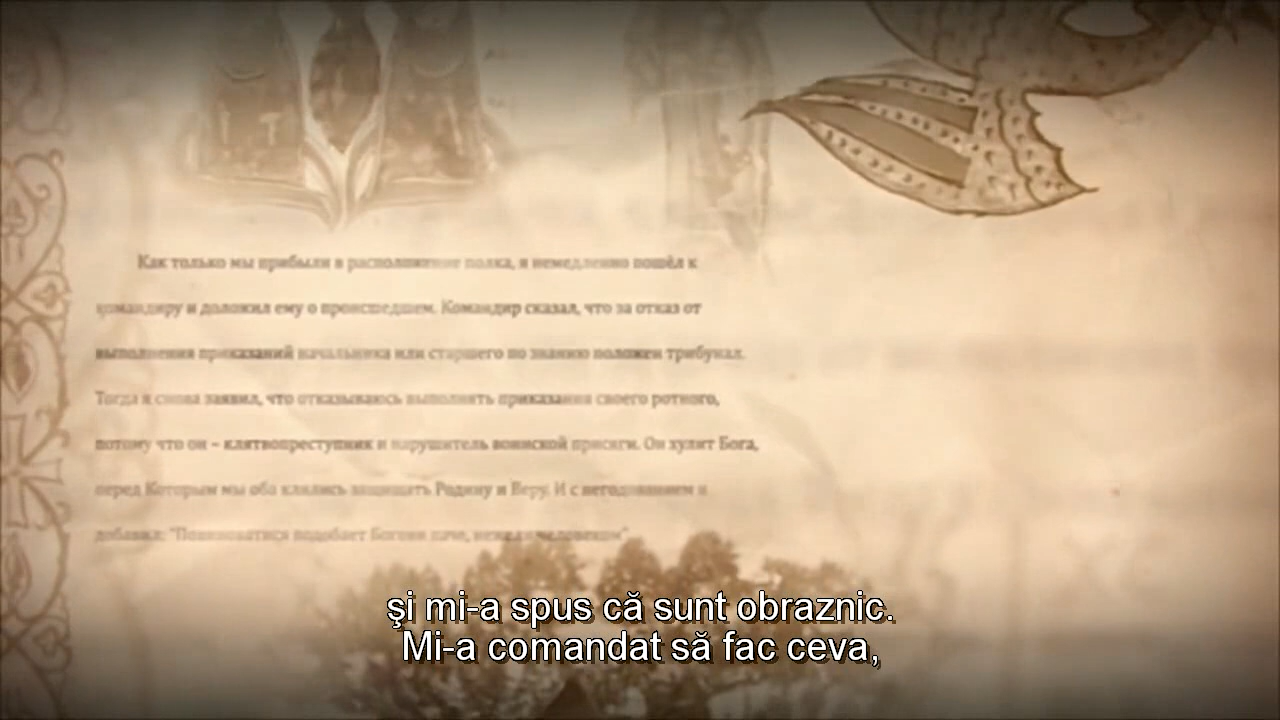 Как только мы прибыли в расположение полка, я немедленно пошёл к
командиру и доложил ему о происшедшем. Командир сказал, что за отказ от
выполнения приказаний начальника или старшего по званию положен трибунал.
Тогда я снова заявил, что отказываюсь выполнять приказания своего ротного,
потому что он – клятвопреступник и нарушитель воинской присяги. Он хулит Бога,
перед Которым мы оба клялись защищать Родину и Веру. И с негодованием я
добавил: "Повиноватися подобает Богови паче, нежели человеком"
şi mi-a spus că sunt obraznic.
Mi-a comandat să fac ceva,